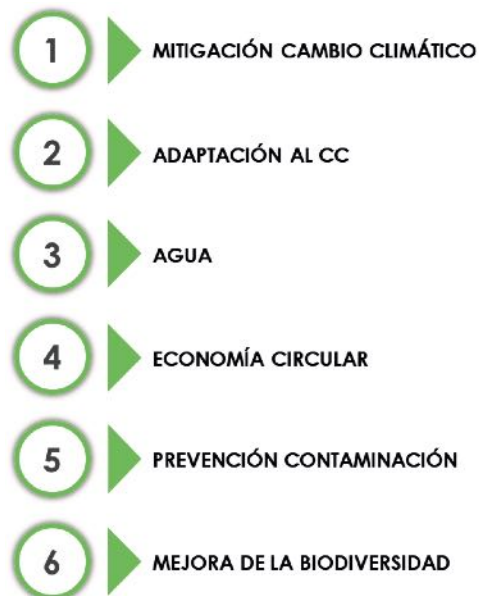 1 MITIGACIÓN CAMBIO CLIMÁTICO
2 ADAPTACIÓN AL CC
3 AGUA
4 ECONOMÍA CIRCULAR
5 PREVENCIÓN CONTAMINACIÓN
6 MEJORA DE LA BIODIVERSIDAD